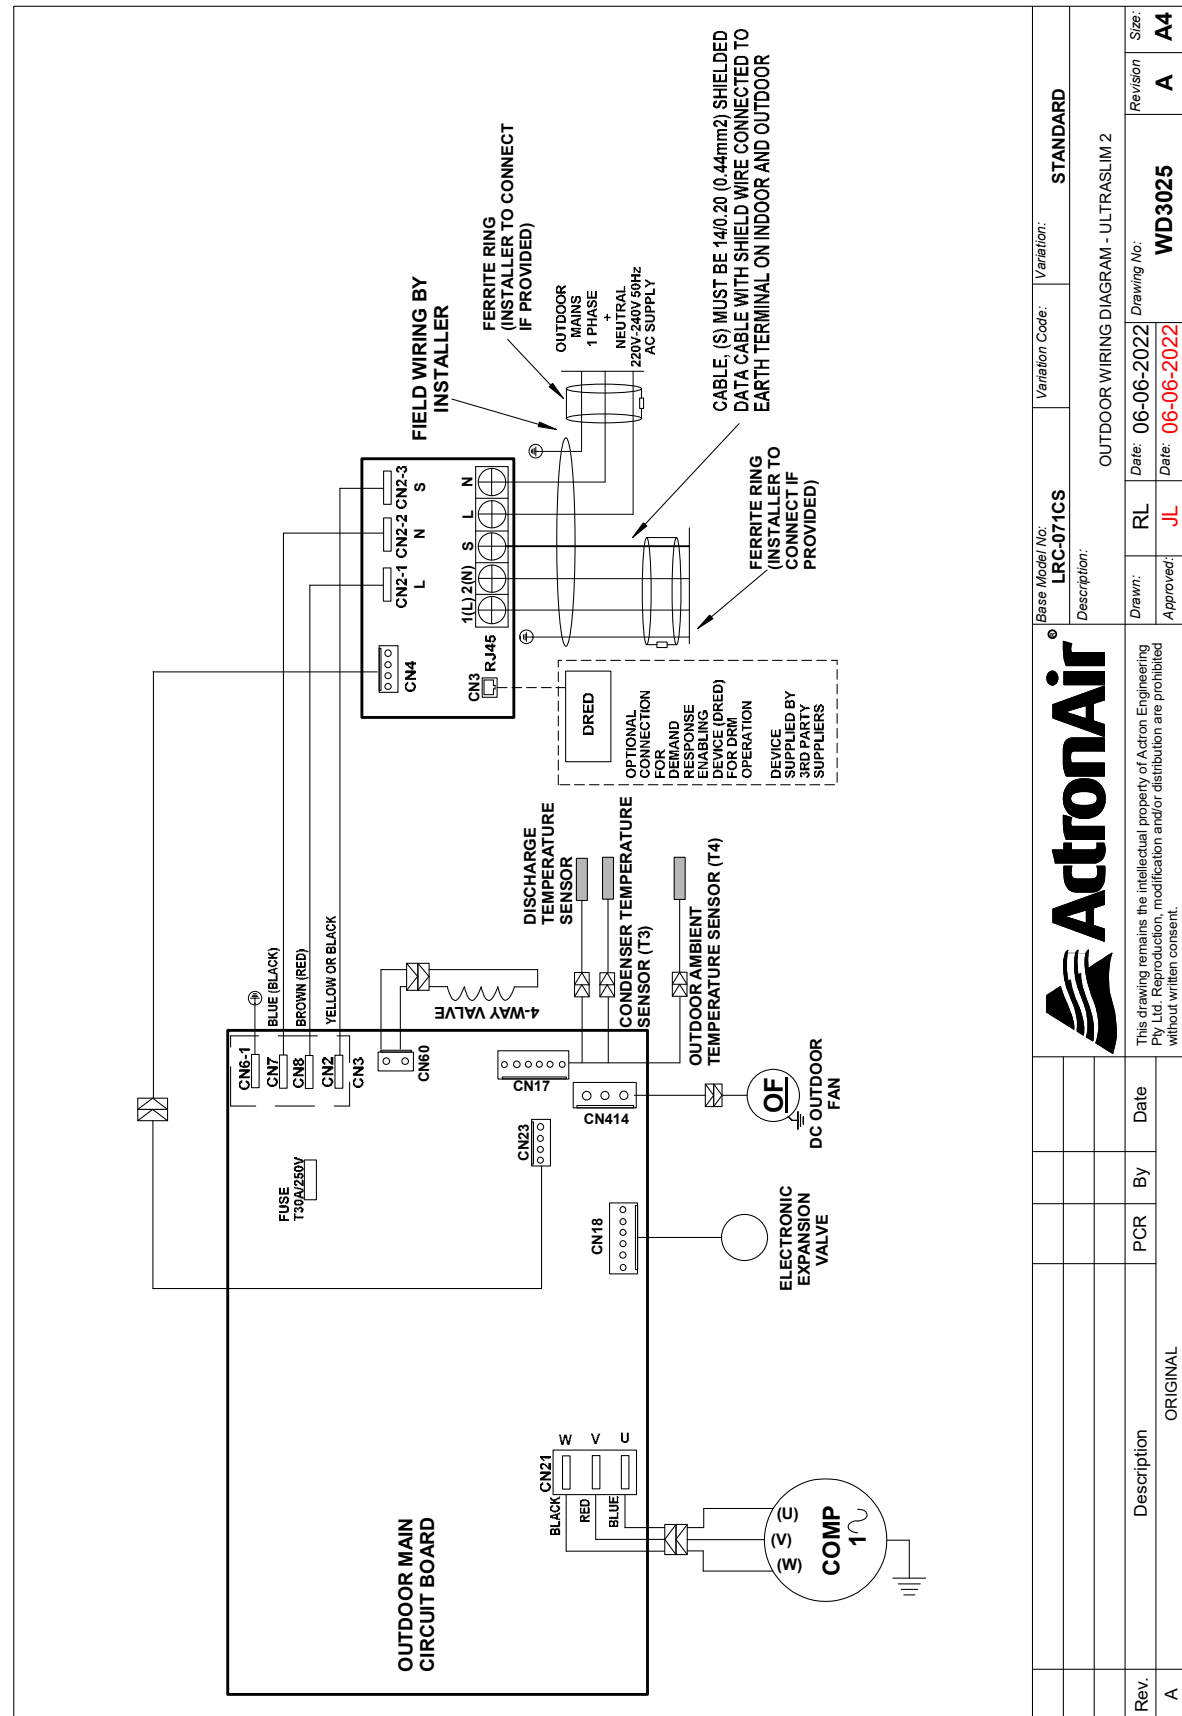 OUTDOOR MAIN
CIRCUIT BOARD
FUSE
T30A/250V
CN6-1
CN7
CN8
CN2
CN3
BLUE (BLACK)
BROWN (RED)
YELLOW OR BLACK
CN60
4-WAY VALVE
CN17
CN414
CN23
CN18
CN21
W
V
U
BLACK
RED
BLUE
(U)
(V)
(W)
COMP
1
ELECTRONIC
EXPANSION
VALVE
OF
DC OUTDOOR
FAN
DISCHARGE
TEMPERATURE
SENSOR
CONDENSER TEMPERATURE
SENSOR (T3)
OUTDOOR AMBIENT
TEMPERATURE SENSOR (T4)
CN4
CN2-1 CN2-2 CN2-3
L N S
CN3
RJ45
1(L) 2(N) S L N
DRED
OPTIONAL
CONNECTION
FOR
DEMAND
RESPONSE
ENABLING
DEVICE (DRED)
FOR DRM
OPERATION
DEVICE
SUPPLIED BY
3RD PARTY
SUPPLIERS
FIELD WIRING BY
INSTALLER
FERRITE RING
(INSTALLER TO CONNECT
IF PROVIDED)
OUTDOOR
MAINS
1 PHASE
+
NEUTRAL
220V-240V 50Hz
AC SUPPLY
CABLE, (S) MUST BE 14/0.20 (0.44mm2) SHIELDED
DATA CABLE WITH SHIELD WIRE CONNECTED TO
EARTH TERMINAL ON INDOOR AND OUTDOOR
FERRITE RING
(INSTALLER TO
CONNECT IF
PROVIDED)
Rev.
Description
PCR
By
Date
A
ORIGINAL
ActronAir®
This drawing remains the intellectual property of Actron Engineering
Pty Ltd. Reproduction, modification and/or distribution are prohibited
without written consent.
Base Model No:
LRC-071CS
Variation Code:
Variation:
STANDARD
Description:
OUTDOOR WIRING DIAGRAM - ULTRASLIM 2
Drawn:
RL
Date: 06-06-2022
Approved:
JL
Date: 06-06-2022
Drawing No:
WD3025
Revision
A
Size:
A4